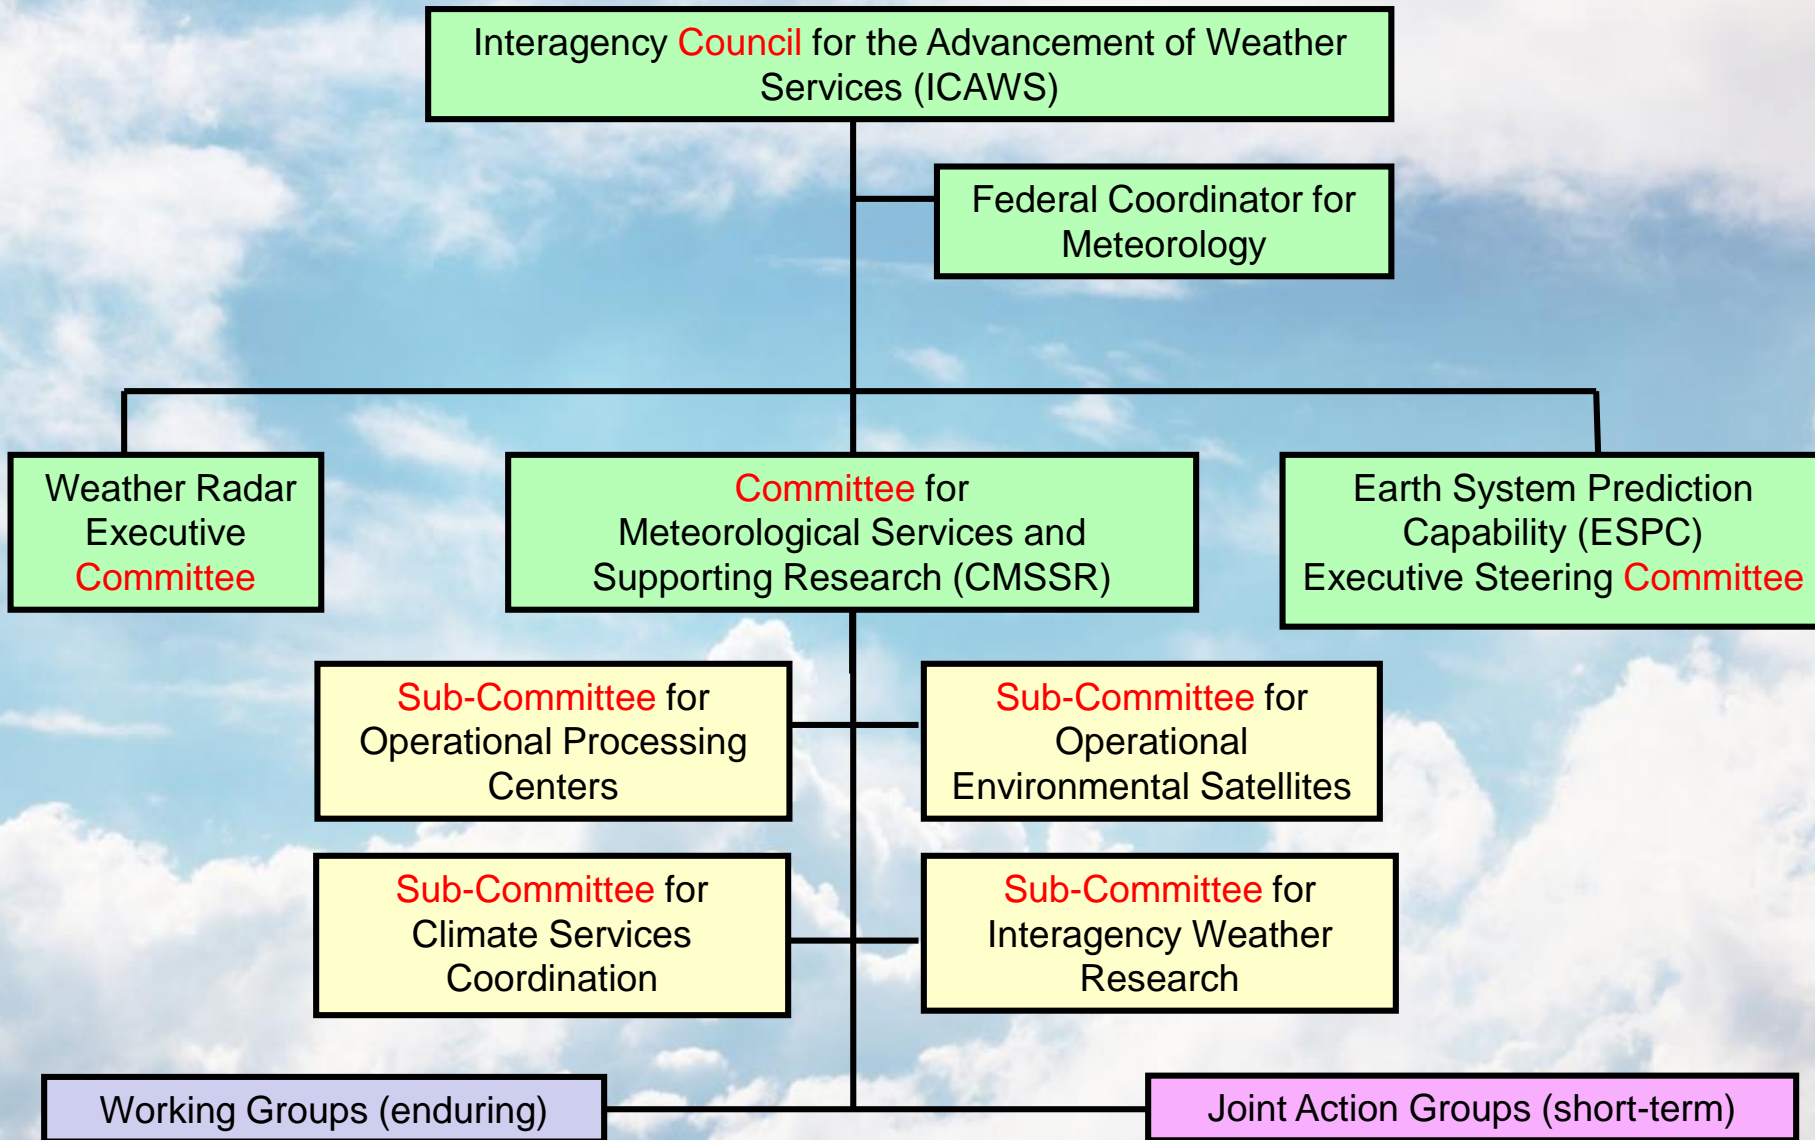 Interagency Council for the Advancement of Weather
Services (ICAWS)
Federal Coordinator for
Meteorology
Weather Radar
Executive
Committee
Committee for
Meteorological Services and
Supporting Research (CMSSR)
Earth System Prediction
Capability (ESPC)
Executive Steering Committee
Sub-Committee for
Operational Processing
Centers
Sub-Committee for
Operational
Environmental Satellites
Sub-Committee for
Climate Services
Coordination
Sub-Committee for
Interagency Weather
Research
Working Groups (enduring)
Joint Action Groups (short-term)